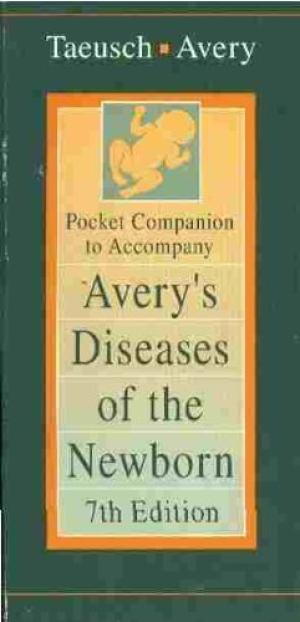 Taeusch ▪ Avery
Pocket Companion
to Accompany
Avery's
Diseases
of the
Newborn
7th Edition